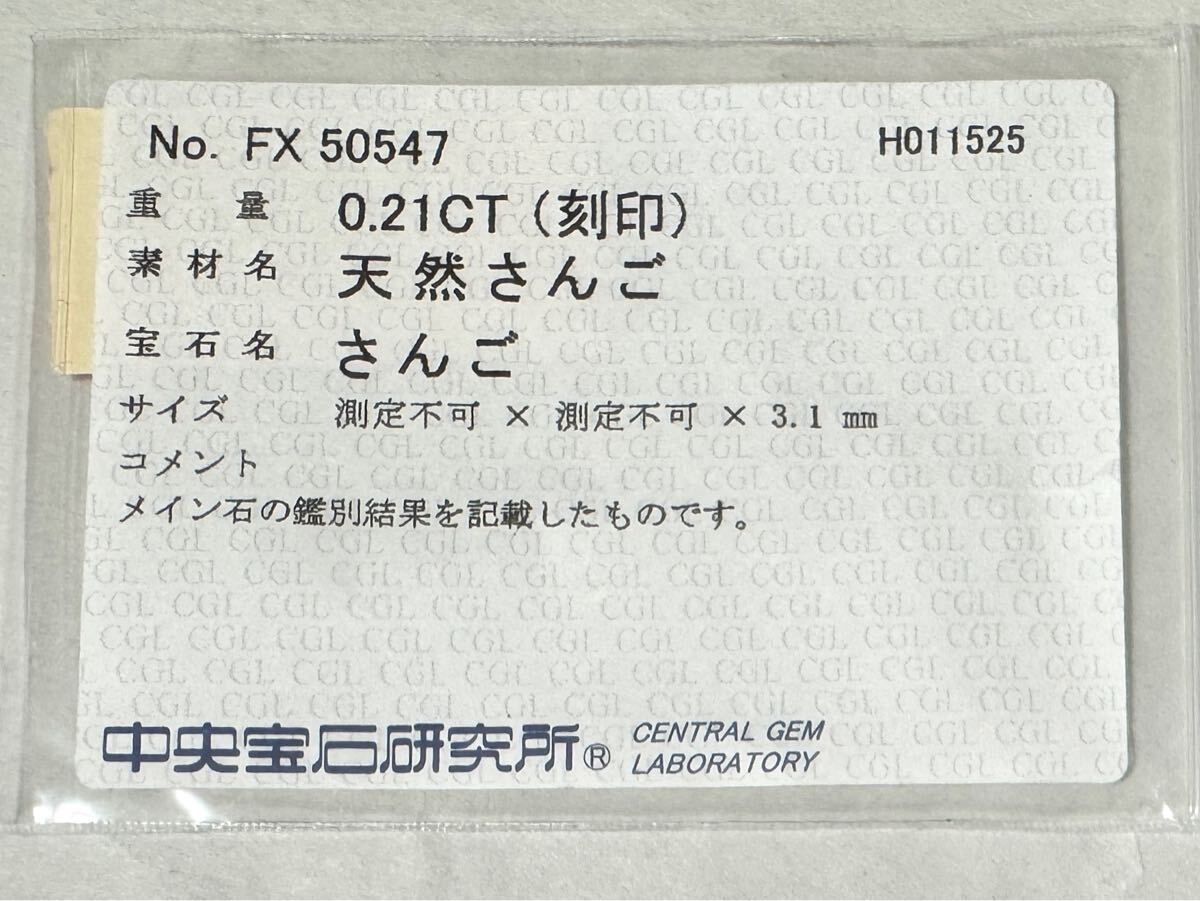 No. FX 50547 H011525
重量 0.21CT（刻印）
素材名 天然さんご
宝石名 さんご
サイズ 測定不可 × 測定不可 × 3.1 mm
コメント
メイン石の鑑別結果を記載したものです。
中央宝石研究所® CENTRAL GEM
LABORATORY